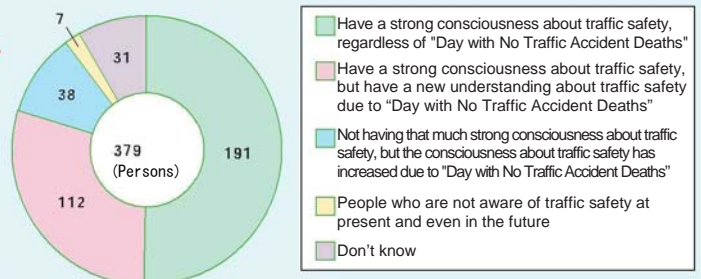 7
31
38
191
379
(Persons)
112
Have a strong consciousness about traffic safety,
regardless of "Day with No Traffic Accident Deaths"
Have a strong consciousness about traffic safety,
but have a new understanding about traffic safety
due to “Day with No Traffic Accident Deaths”
Not having that much strong consciousness about traffic
safety, but the consciousness about traffic safety has
increased due to "Day with No Traffic Accident Deaths”
People who are not aware of traffic safety at
present and even in the future
Don't know